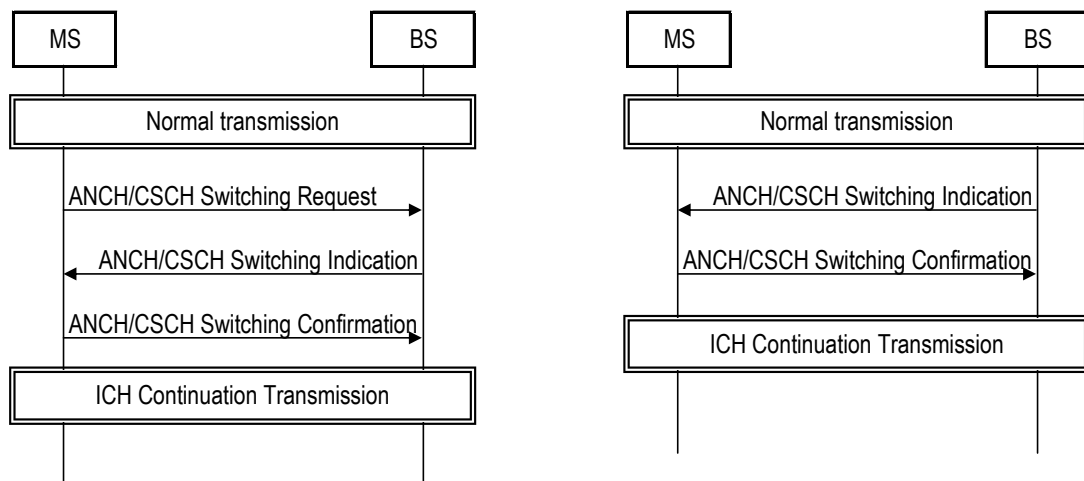 MS
BS
Normal transmission
ANCH/CSCH Switching Request
ANCH/CSCH Switching Indication
ANCH/CSCH Switching Confirmation
ICH Continuation Transmission
MS
BS
Normal transmission
ANCH/CSCH Switching Indication
ANCH/CSCH Switching Confirmation
ICH Continuation Transmission